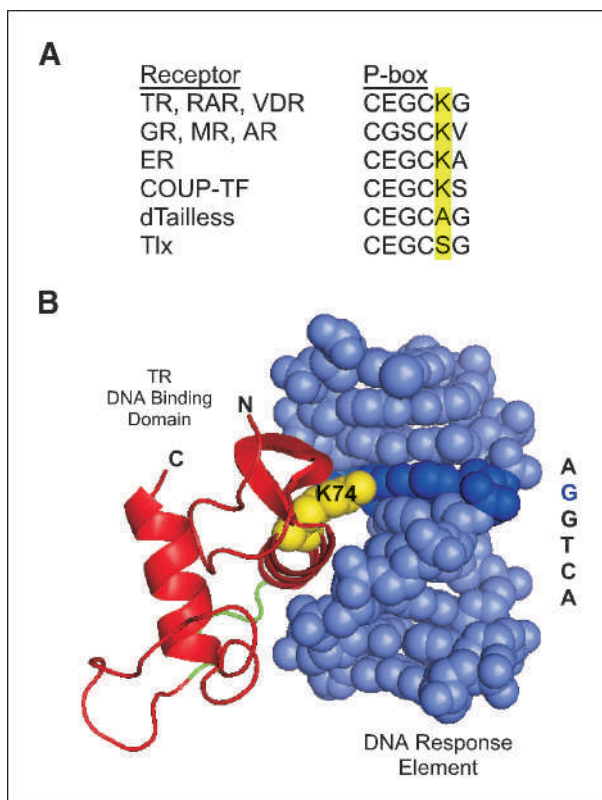 A
Receptor P-box
TR, RAR, VDR CEGCKG
GR, MR, AR CGSCKV
ER CEGCKA
COUP-TF CEGCKS
dTailless CEGCAG
Tlx CEGCSG
B
TR
DNA Binding
Domain
N
C
K74
A
G
G
T
C
A
DNA Response
Element